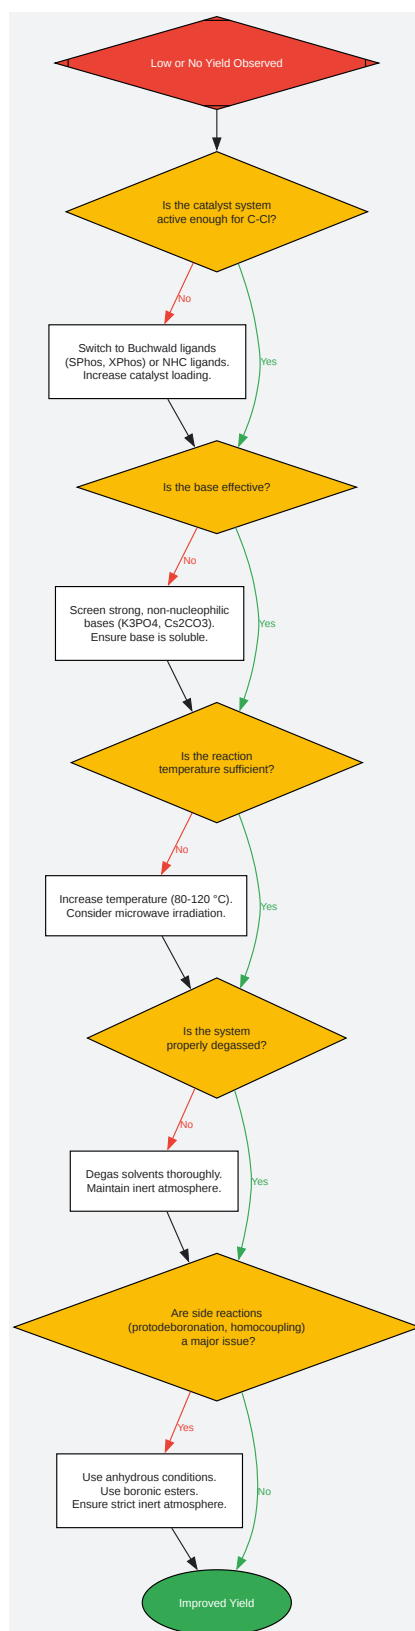 Low or No Yield Observed
Is the catalyst system
active enough for C-Cl?
No
Yes
Switch to Buchwald ligands
(SPhos, XPhos) or NHC ligands.
Increase catalyst loading.
Is the base effective?
No
Yes
Screen strong, non-nucleophilic
bases (K3PO4, Cs2CO3).
Ensure base is soluble.
Is the reaction
temperature sufficient?
No
Yes
Increase temperature (80-120 °C).
Consider microwave irradiation.
Is the system
properly degassed?
No
Yes
Degas solvents thoroughly.
Maintain inert atmosphere.
Are side reactions
(protodeboronation, homocoupling)
a major issue?
Yes
No
Use anhydrous conditions.
Use boronic esters.
Ensure strict inert atmosphere.
Improved Yield